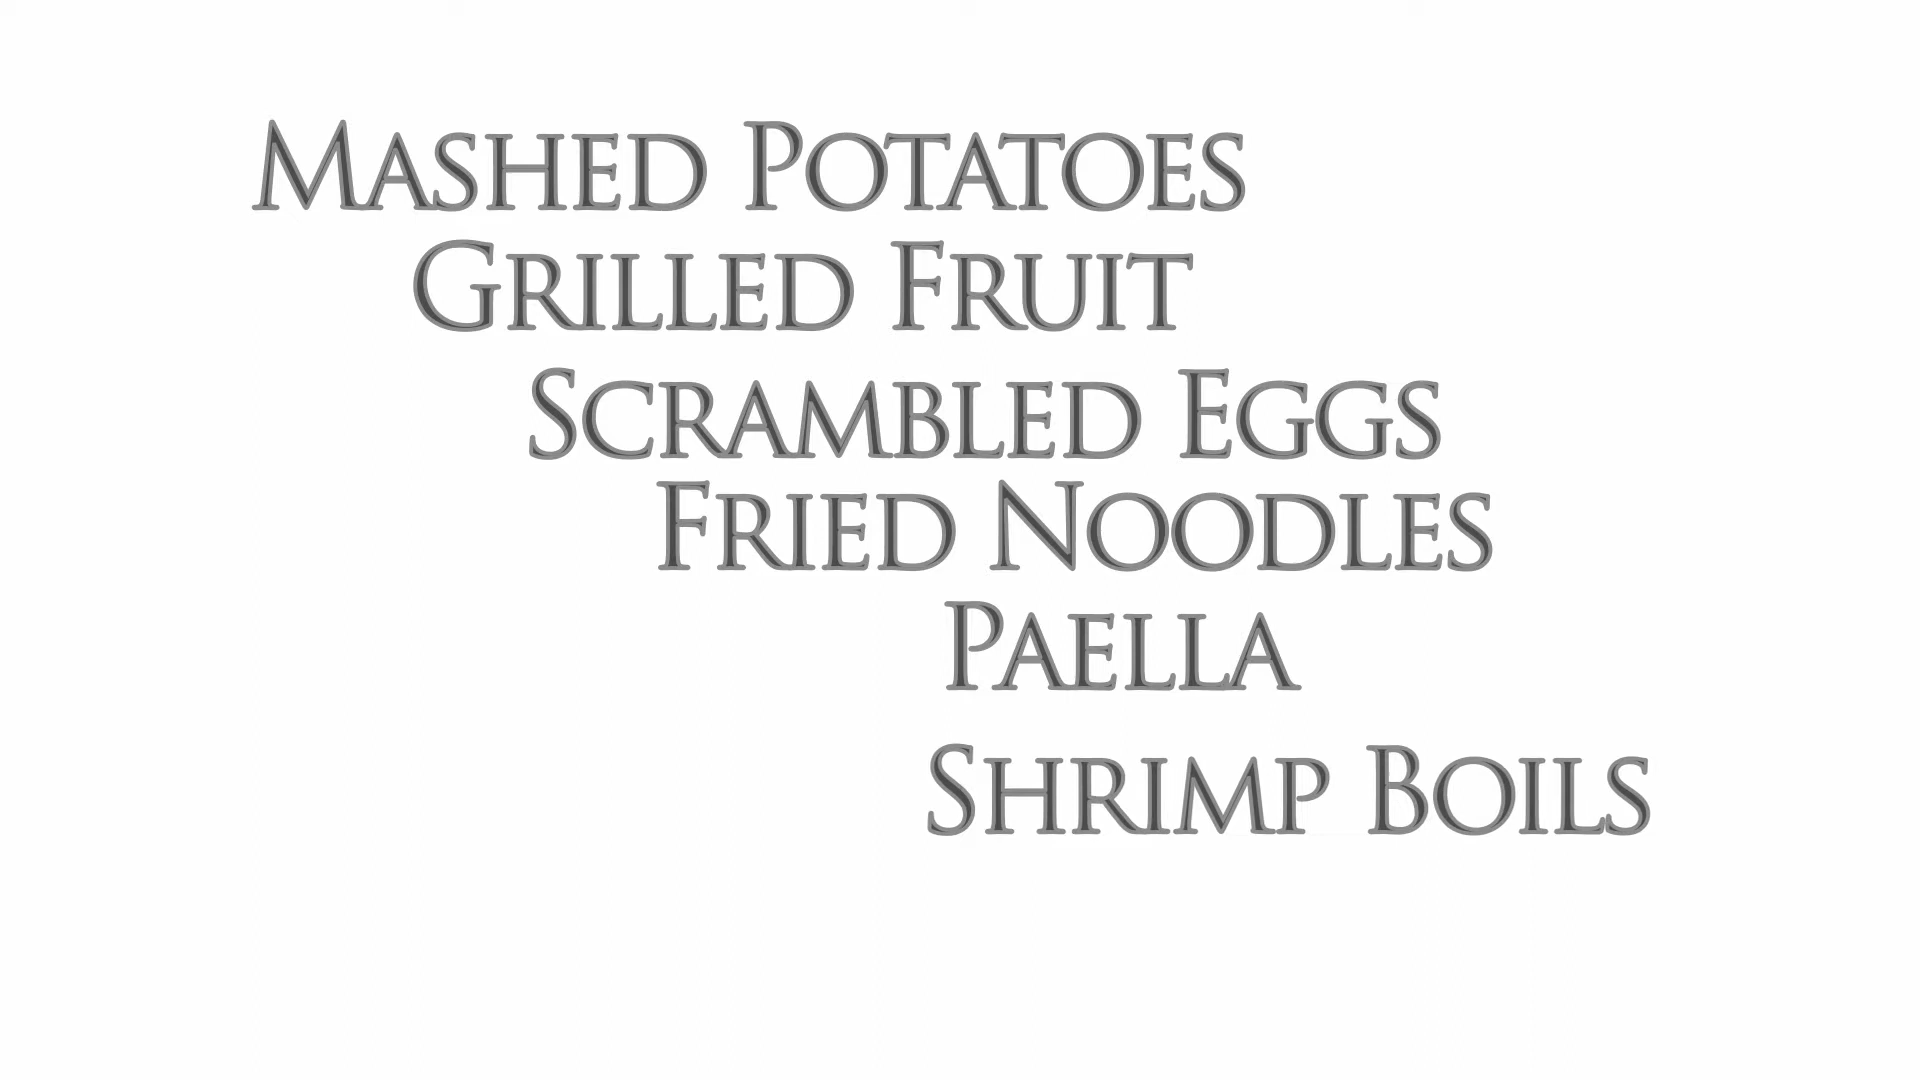 Mashed Potatoes
Grilled Fruit
Scrambled Eggs
Fried Noodles
Paella
Shrimp Boils